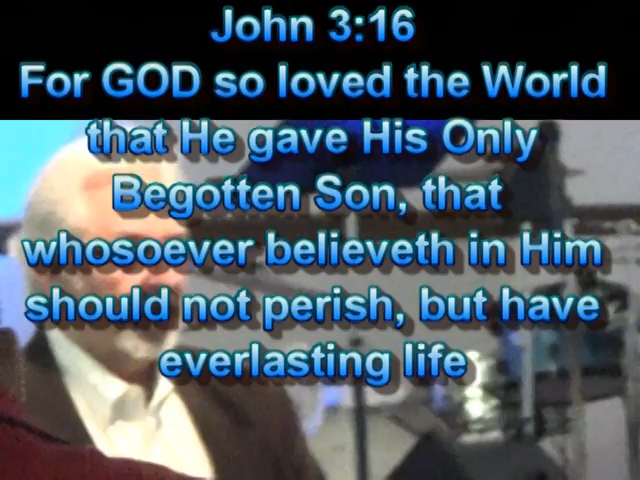 John 3:16
For GOD so loved the World
that He gave His Only
Begotten Son, that
whosoever believeth in Him
should not perish, but have
everlasting life